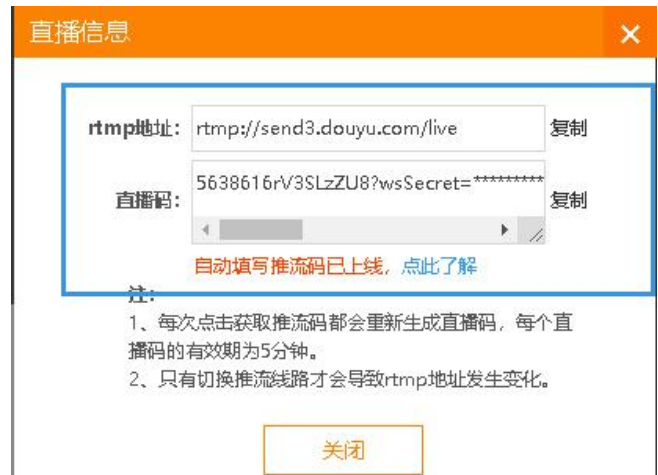 直播信息
rtmp地址: rtmp://send3.douyu.com/live 复制
直播码: 5638616rV3SLzZU8?wsSecret=********* 复制
自动填写推流码已上线, 点此了解
注:
1、每次点击获取推流码都会重新生成直播码, 每个直
播码的有效期为5分钟。
2、只有切换推流线路才会导致rtmp地址发生变化。
关闭